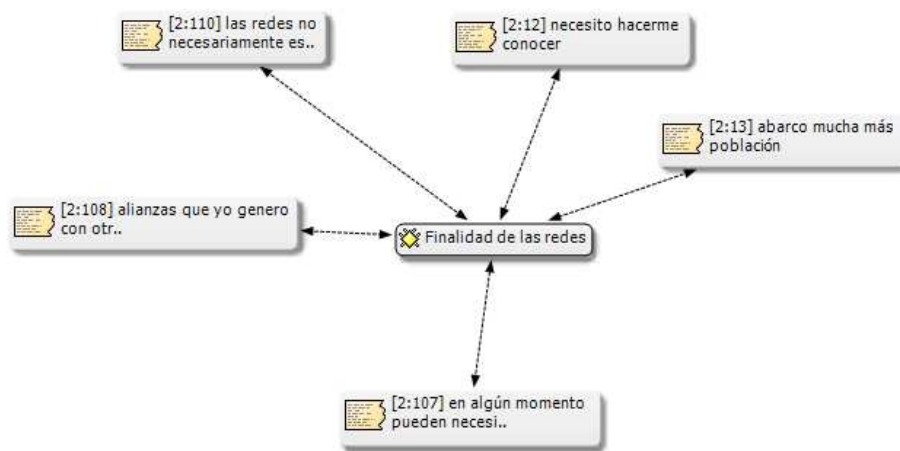 [2:110] las redes no
necesariamente es..
[2:12] necesito hacerme
conocer
[2:13] abarco mucha más
población
[2:108] alianzas que yo genero
con otr..
Finalidad de las redes
[2:107] en algún momento
pueden necesi..